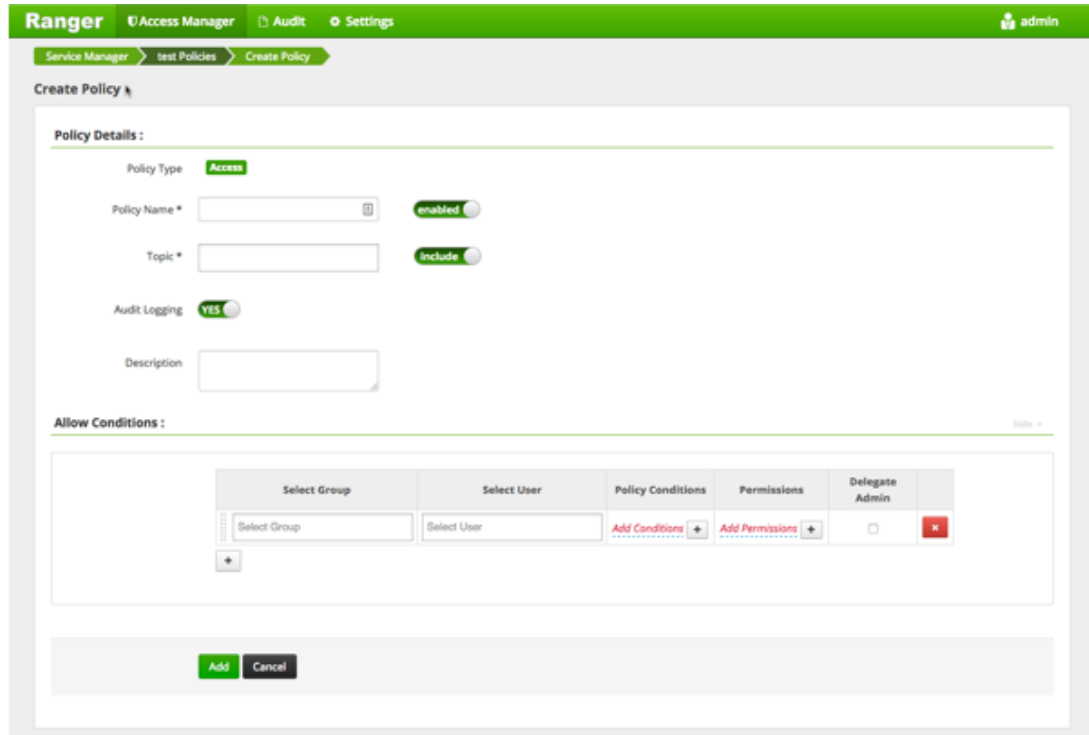 Ranger Access Manager Audit Settings admin
Service Manager test Policies Create Policy
Create Policy
Policy Details :
Policy Type Access
Policy Name * enabled
Topic * include
Audit Logging YES
Description
Allow Conditions :
hide
Select Group Select User Policy Conditions Permissions Delegate Admin
Select Group Select User Add Conditions + Add Permissions +
+
Add Cancel